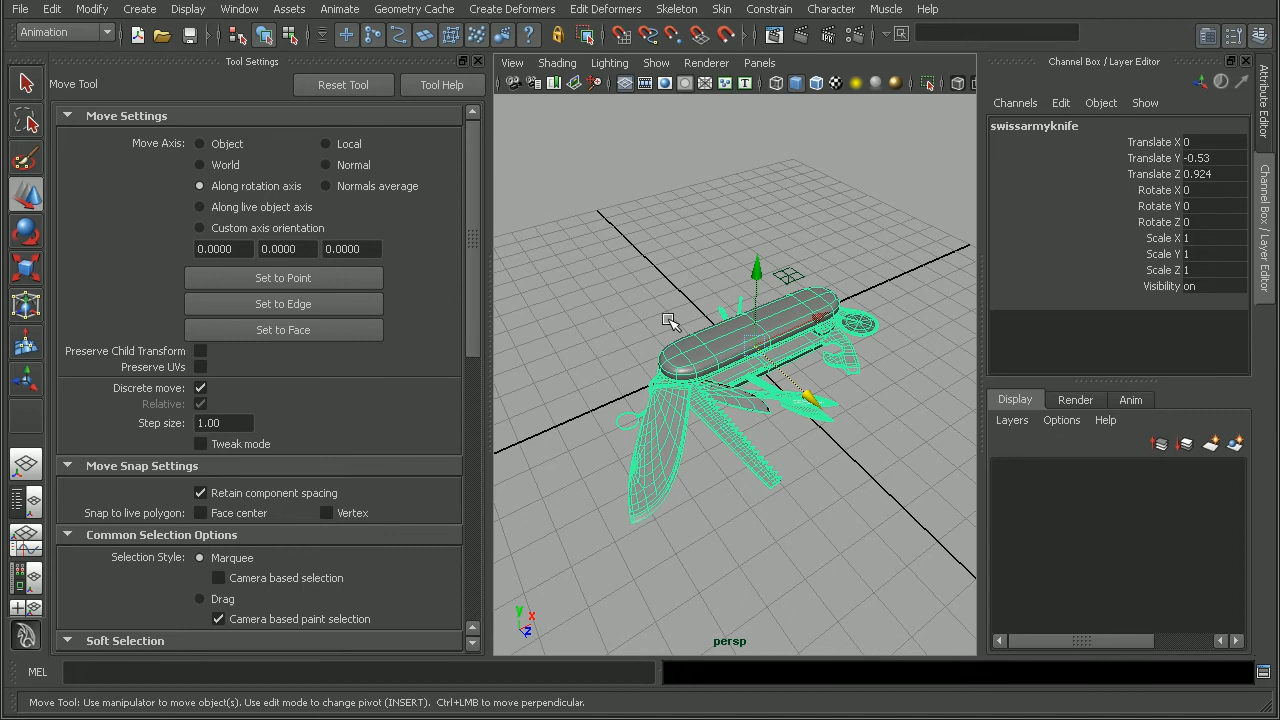 File Edit Modify Create Display Window Assets Animate Geometry Cache Create Deformers Edit Deformers Skeleton Skin Constrain Character Muscle Help
Animation
Tool Settings
Move Tool
Reset Tool
Tool Help
Move Settings
Move Axis: Object Local
World Normal
Along rotation axis Normals average
Along live object axis
Custom axis orientation
0.0000 0.0000 0.0000
Set to Point
Set to Edge
Set to Face
Preserve Child Transform
Preserve UVs
Discrete move:
Relative:
Step size: 1.00
Tweak mode
Move Snap Settings
Retain component spacing
Snap to live polygon: Face center Vertex
Common Selection Options
Selection Style: Marquee
Camera based selection
Drag
Camera based paint selection
Soft Selection
View Shading Lighting Show Renderer Panels
y
x
z
persp
Channel Box / Layer Editor
Channels Edit Object Show
swissarmyknife
Translate X 0
Translate Y -0.53
Translate Z 0.924
Rotate X 0
Rotate Y 0
Rotate Z 0
Scale X 1
Scale Y 1
Scale Z 1
Visibility on
Display Render Anim
Layers Options Help
Attribute Editor
Channel Box / Layer Editor
MEL
Move Tool: Use manipulator to move object(s). Use edit mode to change pivot (INSERT). Ctrl+LMB to move perpendicular.